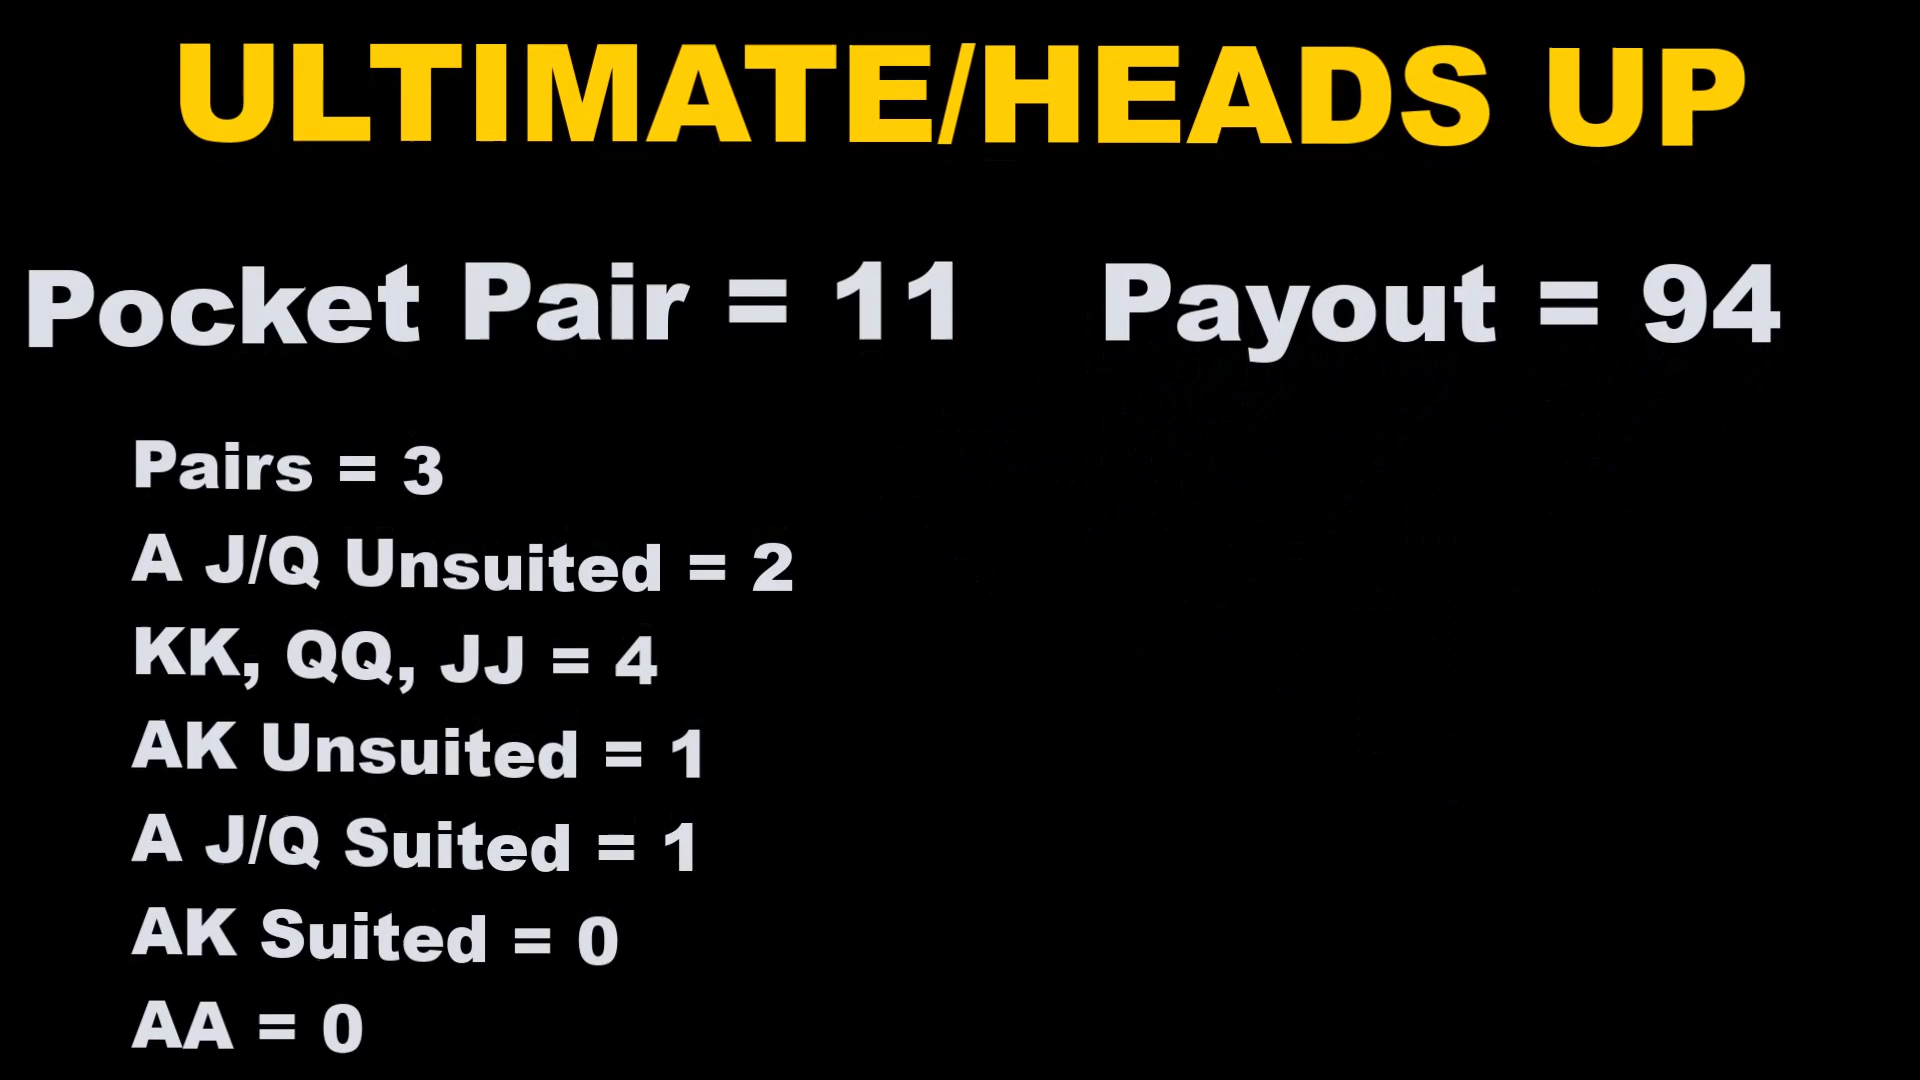 ULTIMATE/HEADS UP
Pocket Pair = 11 Payout = 94
Pairs = 3
A J/Q Unsuited = 2
KK, QQ, JJ = 4
AK Unsuited = 1
A J/Q Suited = 1
AK Suited = 0
AA = 0